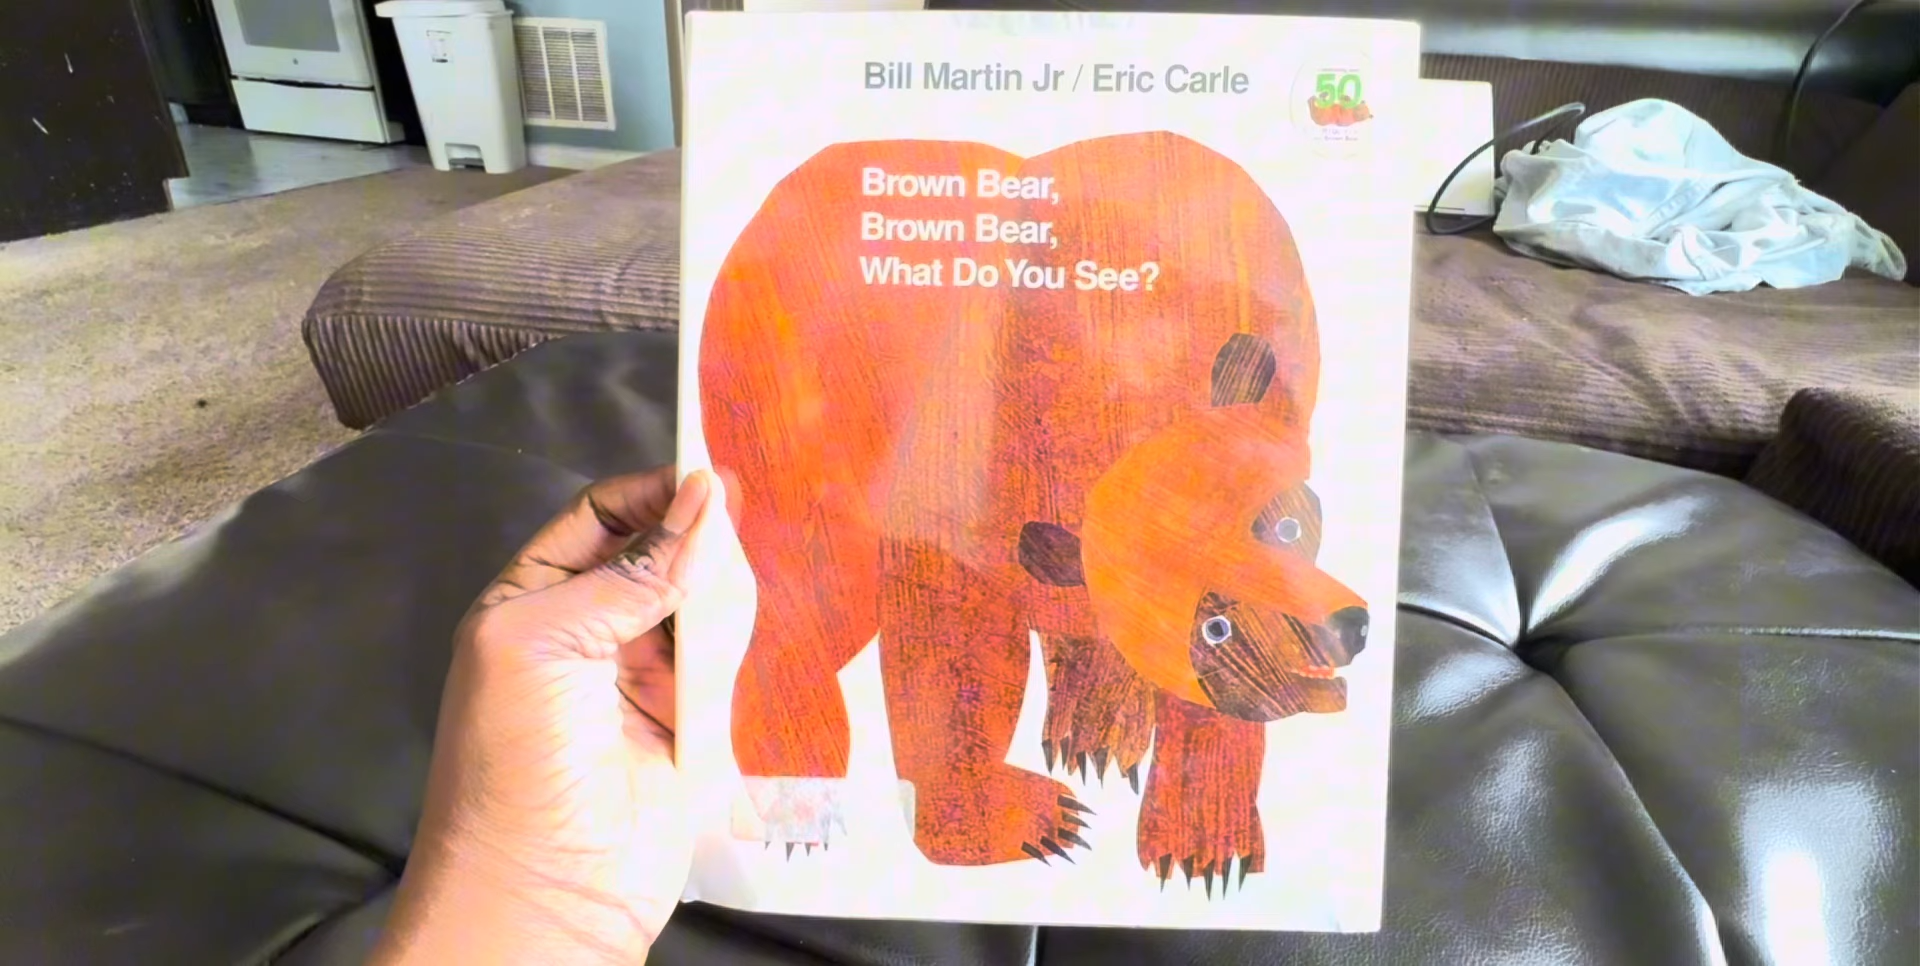 Bill Martin Jr / Eric Carle
50
Brown Bear,
Brown Bear,
What Do You See?